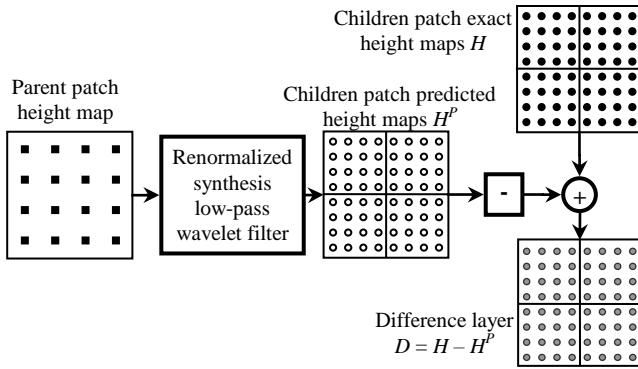 Children patch exact
height maps H
Parent patch
height map
Children patch predicted
height maps H^P
Renormalized
synthesis
low-pass
wavelet filter
-
+
Difference layer
D = H – H^P